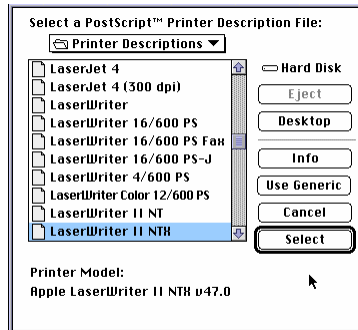 Select a PostScript™ Printer Description File:
Printer Descriptions
LaserJet 4
LaserJet 4 (300 dpi)
LaserWriter
LaserWriter 16/600 PS
LaserWriter 16/600 PS Fax
LaserWriter 16/600 PS-J
LaserWriter 4/600 PS
LaserWriter Color 12/600 PS
LaserWriter II NT
LaserWriter II NTX
Hard Disk
Eject
Desktop
Info
Use Generic
Cancel
Select
Printer Model:
Apple LaserWriter II NTX v47.0